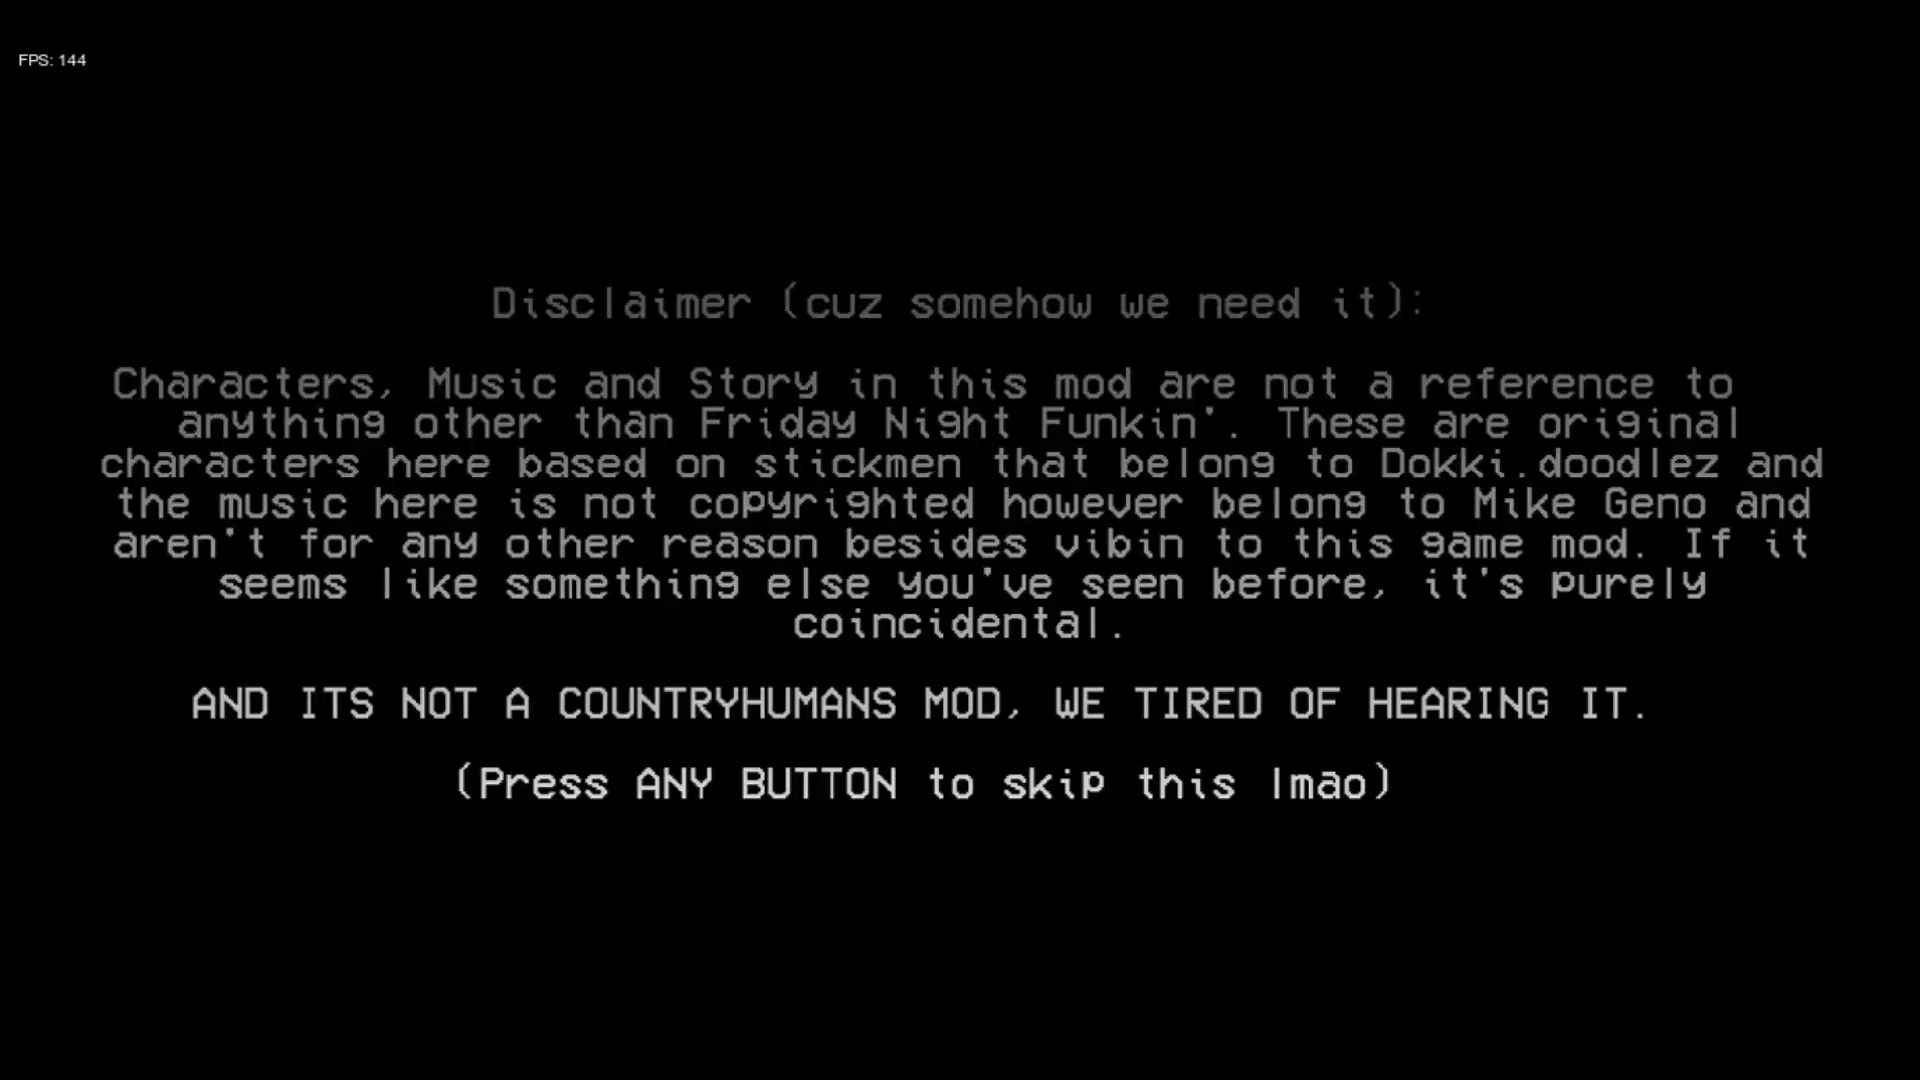 FPS: 144
Disclaimer (cuz somehow we need it):
Characters, Music and Story in this mod are not a reference to
anything other than Friday Night Funkin'. These are original
characters here based on stickmen that belong to Dokki.doodlez and
the music here is not copyrighted however belong to Mike Geno and
aren't for any other reason besides vibin to this game mod. If it
seems like something else you've seen before, it's purely
coincidental.
AND ITS NOT A COUNTRYHUMANS MOD, WE TIRED OF HEARING IT.
(Press ANY BUTTON to skip this lmao)